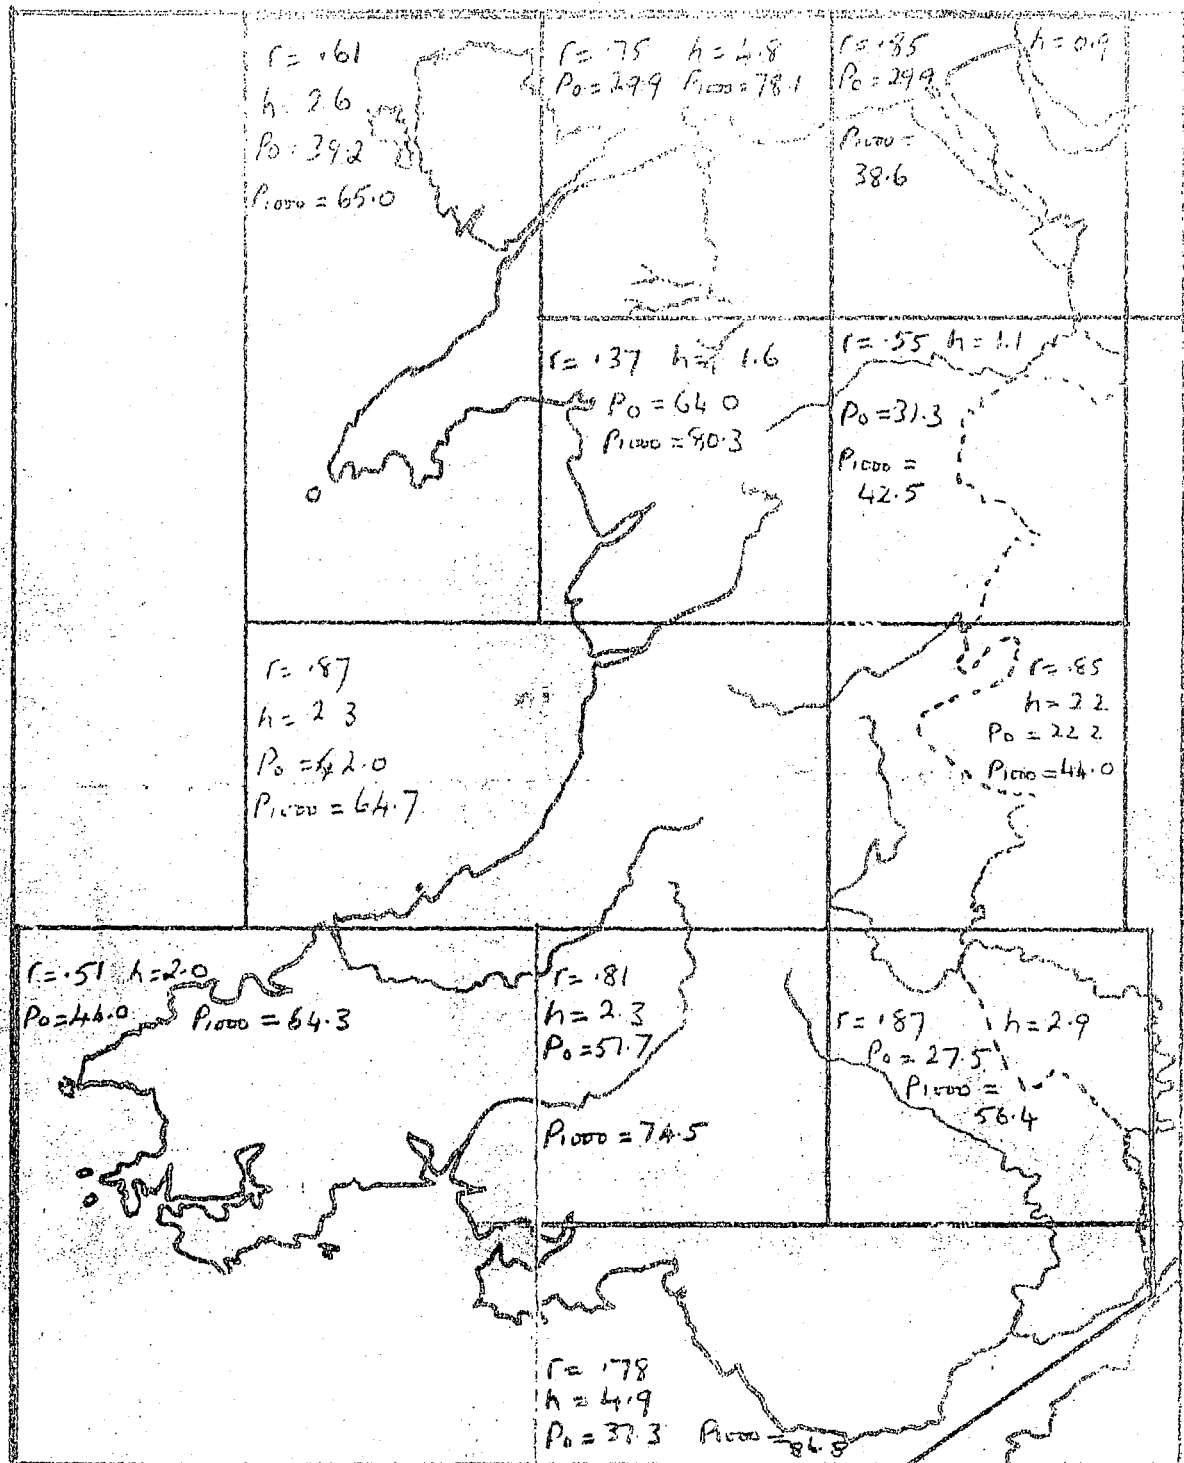 r = .61
h = 2.6
P0 = 39.2
P1000 = 65.0
r = .75 h = 4.8
P0 = 29.9 P1000 = 78.1
r = .85 h = 0.9
P0 = 29.9
P1000 =
38.6
r = .37 h = 1.6
P0 = 64.0
P1000 = 80.3
r = .55 h = 1.1
P0 = 31.3
P1000 =
42.5
r = .87
h = 2.3
P0 = 42.0
P1000 = 64.7
r = .85
h = 2.2
P0 = 22.2
P1000 = 44.0
r = .51 h = 2.0
P0 = 44.0 P1000 = 64.3
r = .81
h = 2.3
P0 = 51.7
P1000 = 74.5
r = .87 h = 2.9
P0 = 27.5
P1000 =
56.4
r = .78
h = 4.9
P0 = 37.3 P1000 = 86.8